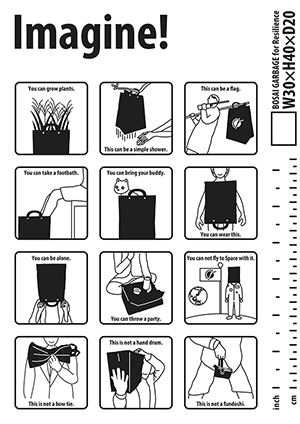 Imagine!
BOSAI GARBAGE for Resilience
W30×H40×D20
You can grow plants.
This can be a simple shower.
This can be a flag.
You can take a footbath.
You can bring your buddy.
You can wear this.
You can be alone.
You can throw a party.
You can not fly to Space with it.
This is not a bow tie.
This is not a hand drum.
This is not a fundoshi.
inch
cm